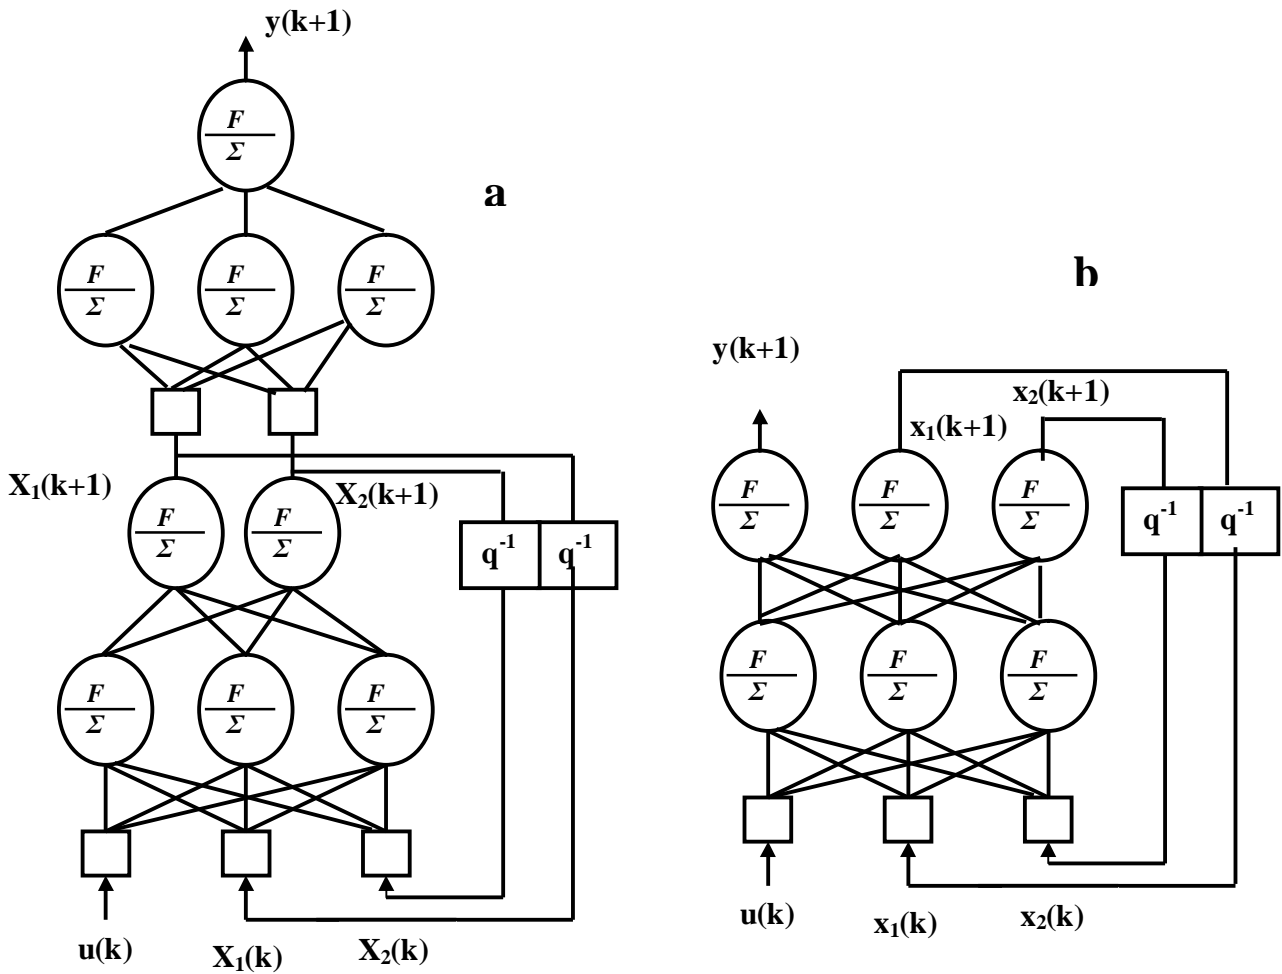 y(k+1)
F
Σ
a
F F F
Σ Σ Σ
X₁(k+1)
X₂(k+1)
F F
Σ Σ
q⁻¹ q⁻¹
F F F
Σ Σ Σ
u(k) X₁(k) X₂(k)
b
y(k+1)
x₂(k+1)
x₁(k+1)
F F F
Σ Σ Σ
q⁻¹ q⁻¹
F F F
Σ Σ Σ
u(k) x₁(k) x₂(k)